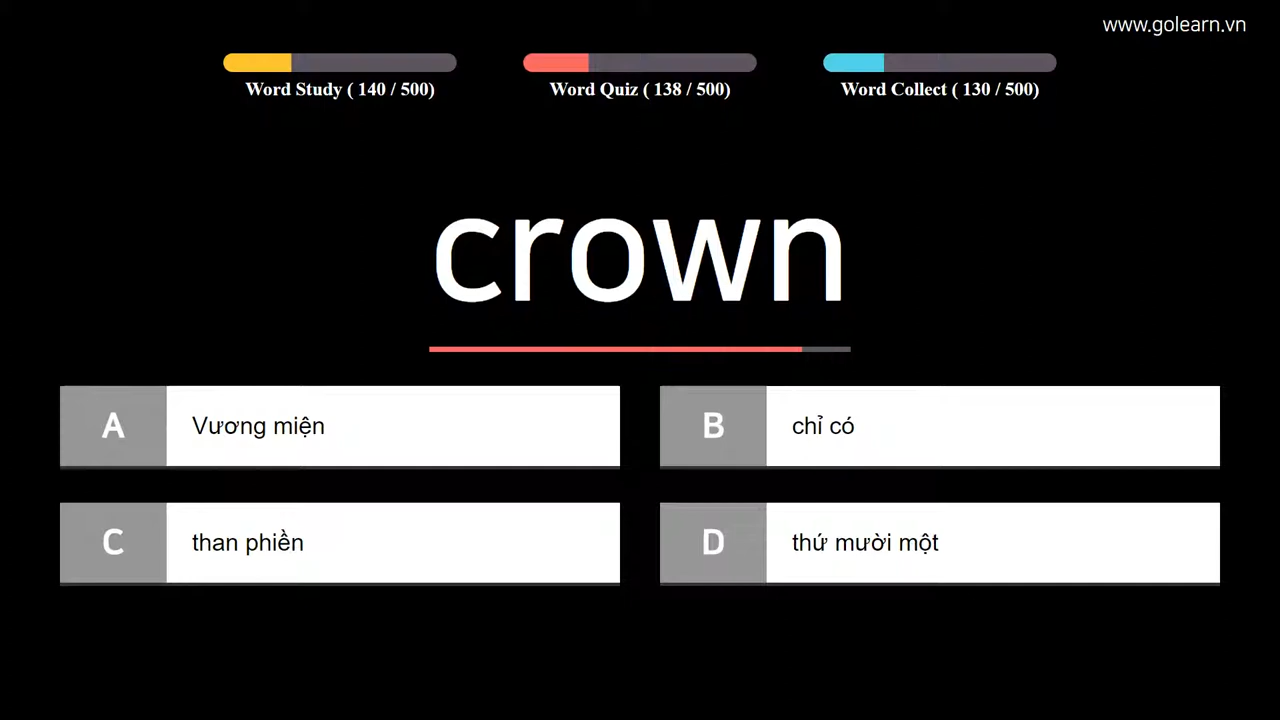 www.golearn.vn
Word Study ( 140 / 500)
Word Quiz ( 138 / 500)
Word Collect ( 130 / 500)
crown
A Vương miện
B chỉ có
C than phiền
D thứ mười một